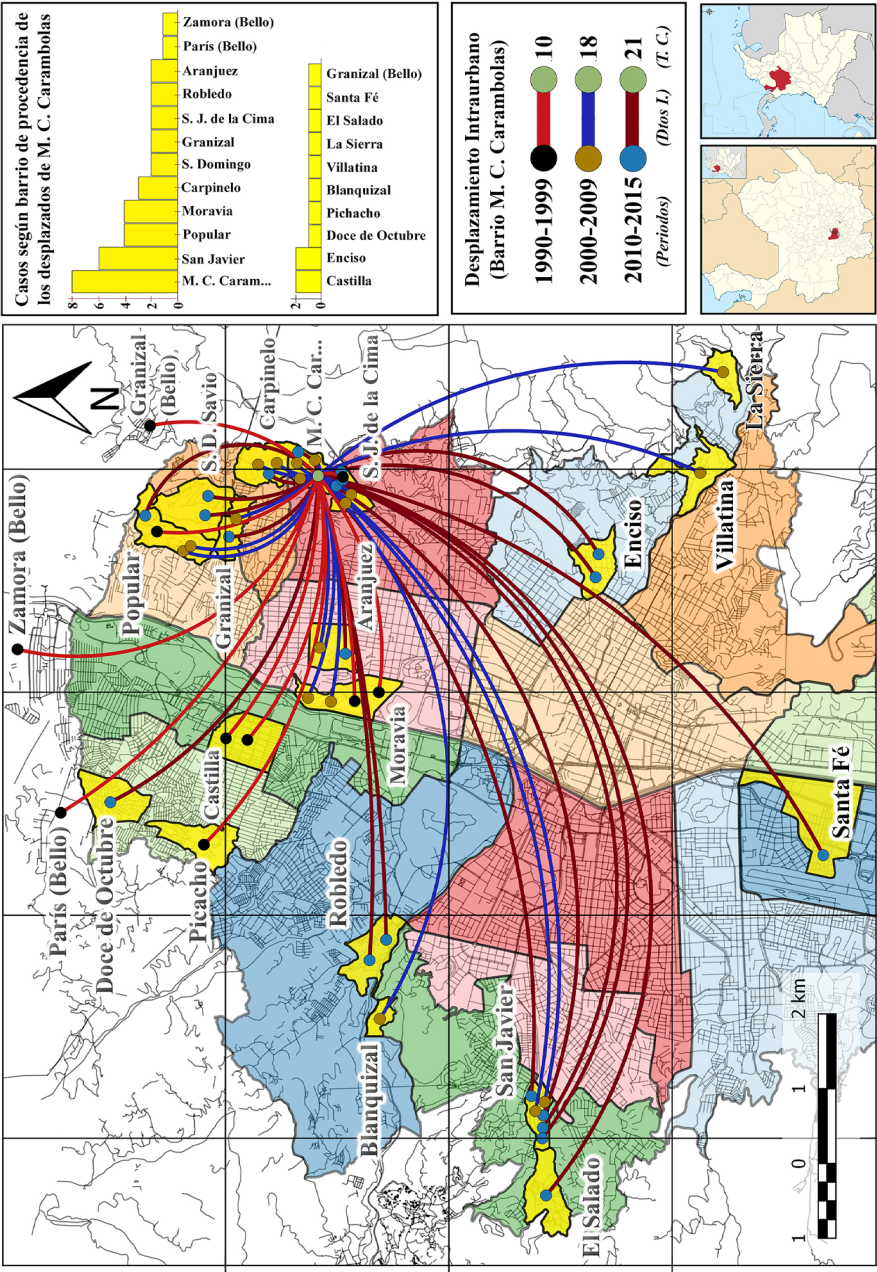 Casos según barrio de procedencia de
los desplazados de M. C. Carambolas
Zamora (Bello)
París (Bello)
Aranjuez
Robledo
S. J. de la Cima
Granizal
S. Domingo
Carpinelo
Moravia
Popular
San Javier
M. C. Caram...
8
6
4
2
0
Granizal (Bello)
Santa Fé
El Salado
La Sierra
Villatina
Blanquizal
Pichacho
Doce de Octubre
Enciso
Castilla
2
0
Desplazamiento Intraurbano
(Barrio M. C. Carambolas)
1990-1999
10
2000-2009
18
2010-2015
21
(Periodos)
(Dtos I.)
(T. C.)
N
Granizal
(Bello)
S. D. Savio
Carpinelo
M. C. Car...
S. J. de la Cima
La Sierra
Zamora (Bello)
Popular
Granizal
Aranjuez
Enciso
Villatina
París (Bello)
Doce de Octubre
Picacho
Castilla
Moravia
Robledo
Santa Fé
Blanquizal
San Javier
El Salado
1
0
1
2 km